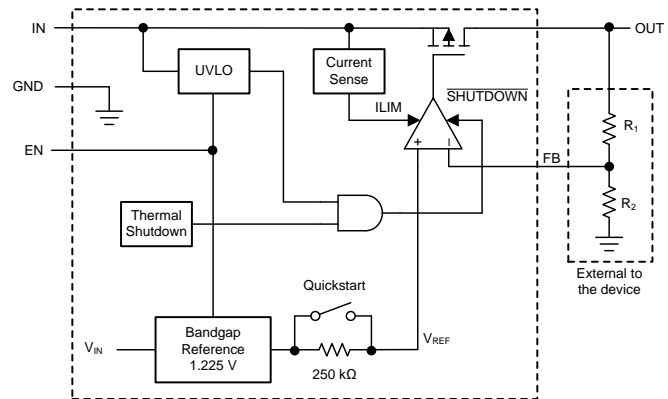 IN
OUT
UVLO
Current
Sense
GND
ILIM
SHUTDOWN
R1
+
–
EN
FB
R2
Thermal
Shutdown
External to
the device
Quickstart
VIN
Bandgap
Reference
1.225 V
VREF
250 kΩ